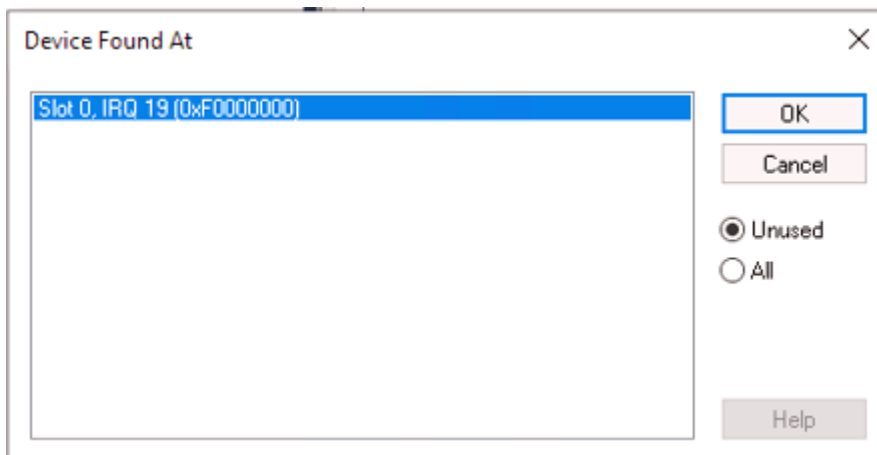 Device Found At
Slot 0, IRQ 19 (0xF0000000)
OK
Cancel
Unused
All
Help